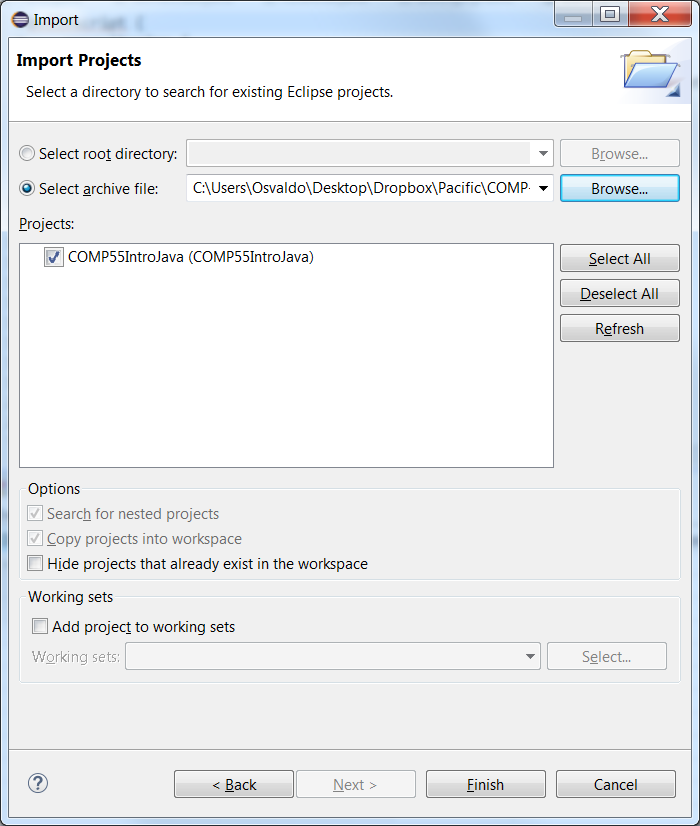 Import
Import Projects
Select a directory to search for existing Eclipse projects.
Select root directory: Browse...
Select archive file: C:\Users\Osvaldo\Desktop\Dropbox\Pacific\COMP- Browse...
Projects:
COMP55IntroJava (COMP55IntroJava) Select All
Deselect All
Refresh
Options
Search for nested projects
Copy projects into workspace
Hide projects that already exist in the workspace
Working sets
Add project to working sets
Working sets: Select...
? < Back Next > Finish Cancel